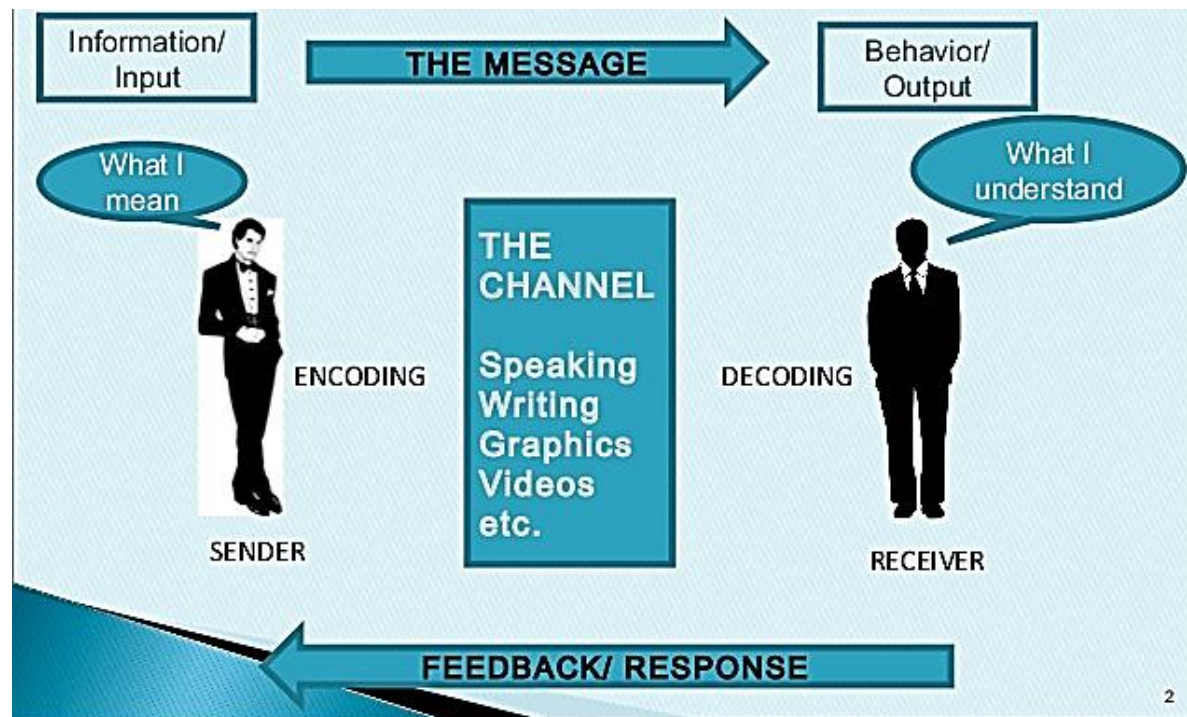 Information/
Input
THE MESSAGE
Behavior/
Output
What I
mean
What I
understand
THE
CHANNEL
Speaking
Writing
Graphics
Videos
etc.
ENCODING
DECODING
SENDER
RECEIVER
FEEDBACK/ RESPONSE
2